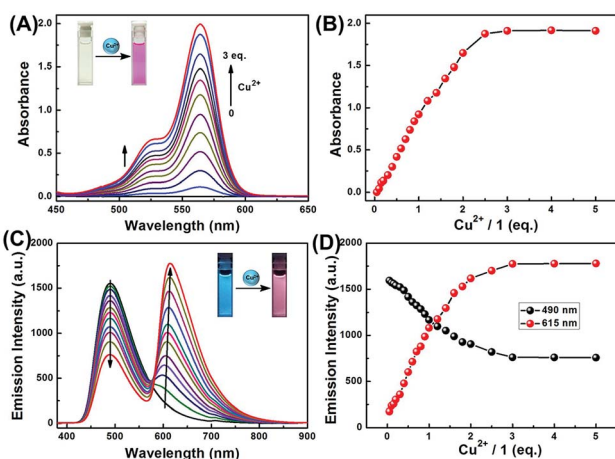 (A)
Cu²⁺
3 eq.
Cu²⁺
0
Absorbance
2.0
1.5
1.0
0.5
0.0
450 500 550 600 650
Wavelength (nm)
(B)
Absorbance
2.0
1.5
1.0
0.5
0.0
0 1 2 3 4 5
Cu²⁺ / 1 (eq.)
(C)
Cu²⁺
Emission Intensity (a.u.)
2000
1500
1000
500
0
400 500 600 700 800 900
Wavelength (nm)
(D)
490 nm
615 nm
Emission Intensity (a.u.)
2000
1500
1000
500
0
0 1 2 3 4 5
Cu²⁺ / 1 (eq.)